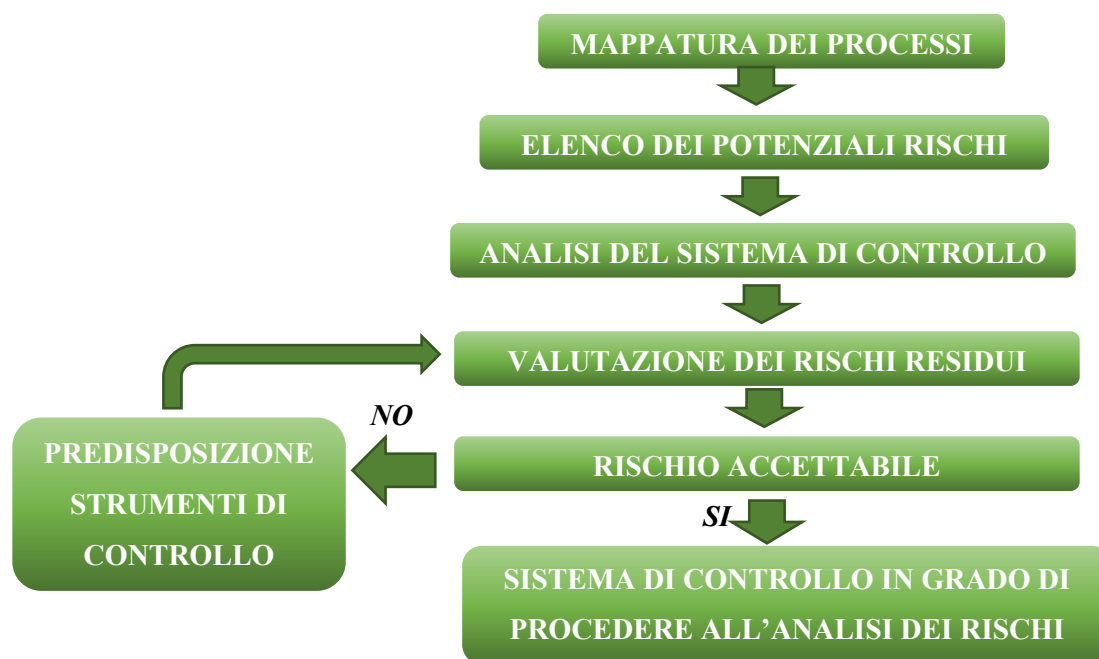 MAPPATURA DEI PROCESSI
ELENCO DEI POTENZIALI RISCHI
ANALISI DEL SISTEMA DI CONTROLLO
VALUTAZIONE DEI RISCHI RESIDUI
NO
PREDISPOSIZIONE
STRUMENTI DI
CONTROLLO
RISCHIO ACCETTABILE
SI
SISTEMA DI CONTROLLO IN GRADO DI
PROCEDERE ALL’ANALISI DEI RISCHI